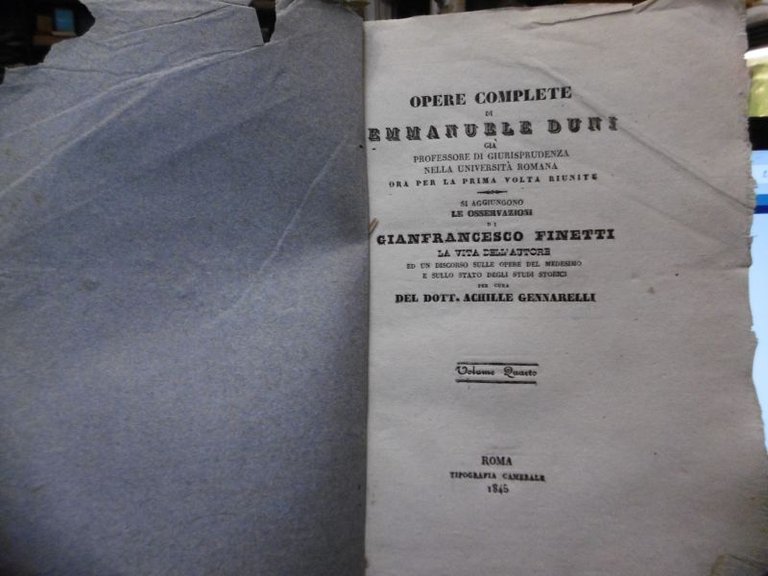 OPERE COMPLETE
DI
EMMANUELE DUNI
GIA'
PROFESSORE DI GIURISPRUDENZA
NELLA UNIVERSITÀ ROMANA
ORA PER LA PRIMA VOLTA RIUNITE
SI AGGIUNGONO
LE OSSERVAZIONI
DI
GIANFRANCESCO FINETTI
LA VITA DELL'AUTORE
ED UN DISCORSO SULLE OPERE DEL MEDESIMO
E SULLO STATO DEGLI STUDI STORICI
PER CURA
DEL DOTT. ACHILLE GENNARELLI
Volume Quarto
ROMA
TIPOGRAFIA CAMERALE
1845